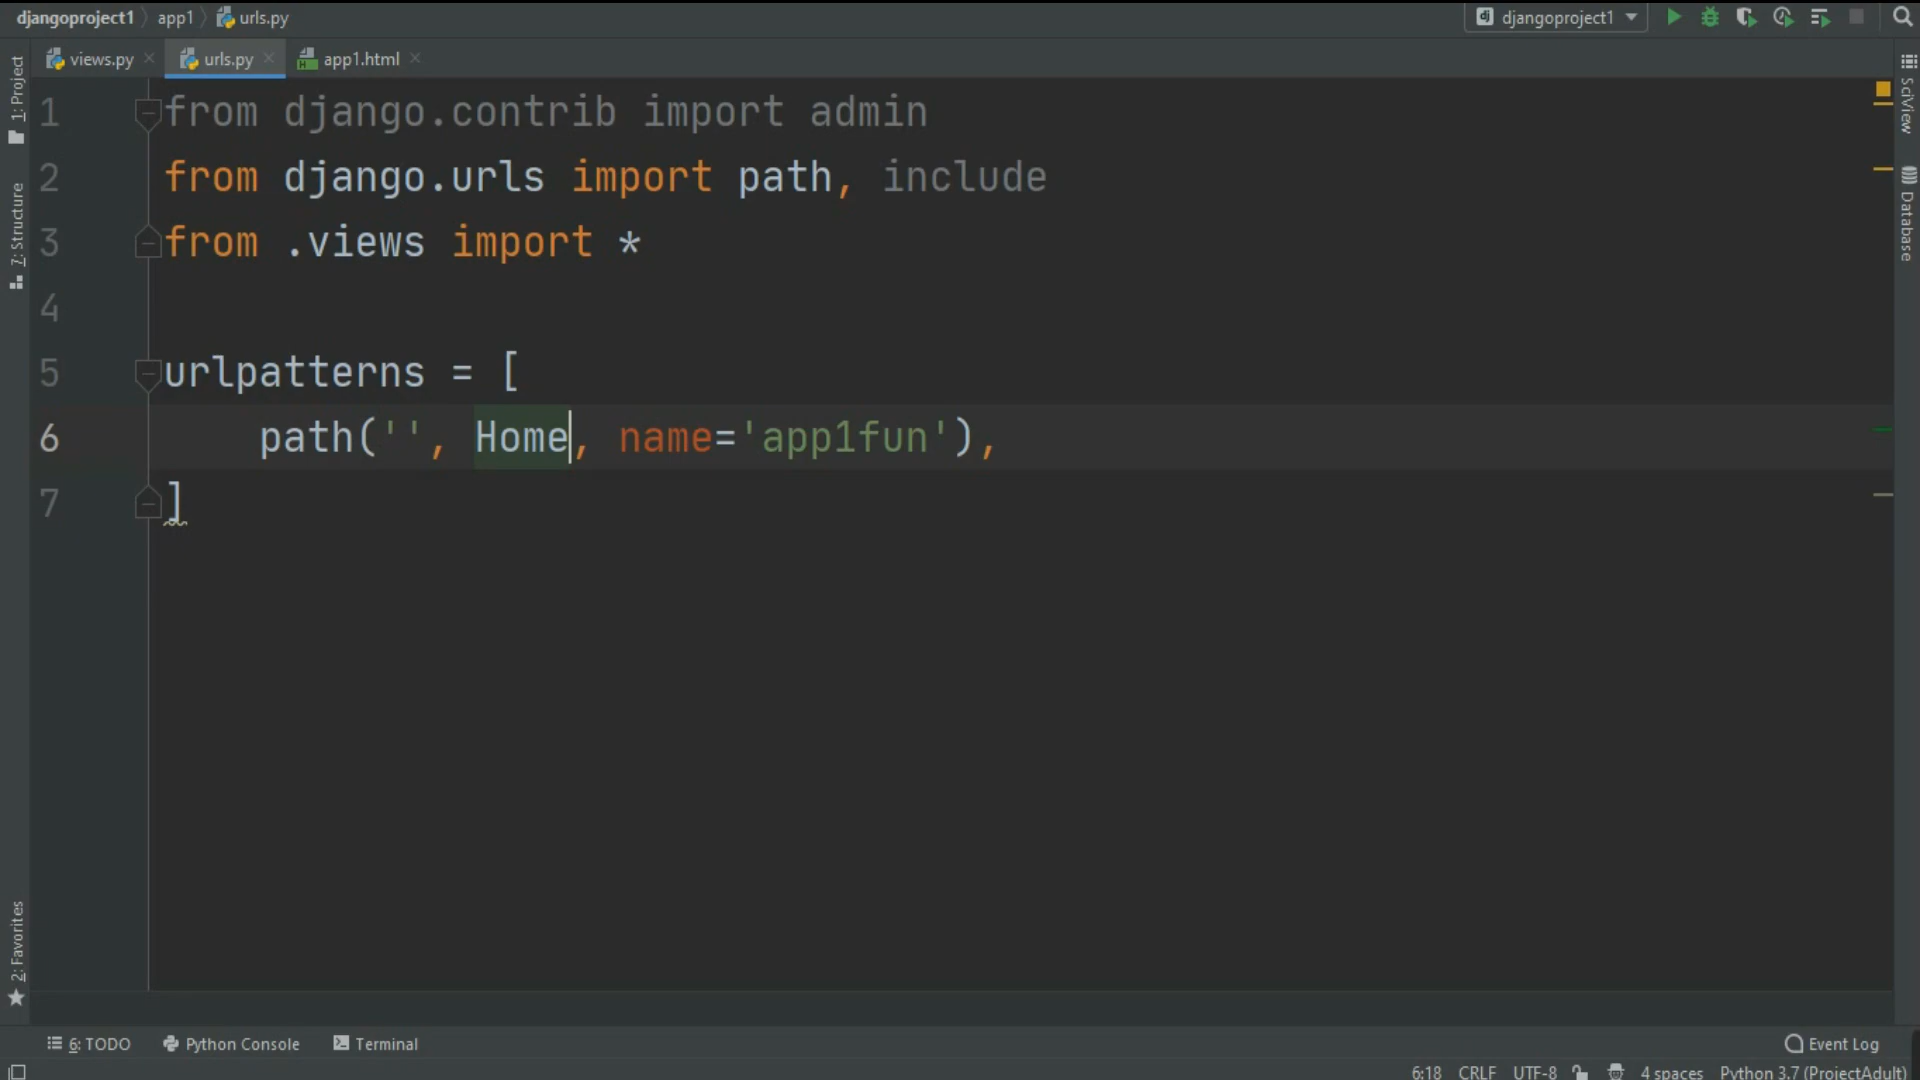 djangoproject1 app1 urls.py djangoproject1
views.py urls.py app1.html
1 from django.contrib import admin
2 from django.urls import path, include
3 from .views import *
4
5 urlpatterns = [
6 path('', Home, name='app1fun'),
7 ]
1: Project
7: Structure
2: Favorites
SciView
Database
6: TODO Python Console Terminal Event Log
6:18 CRLF UTF-8 4 spaces Python 3.7 (ProjectAdult)